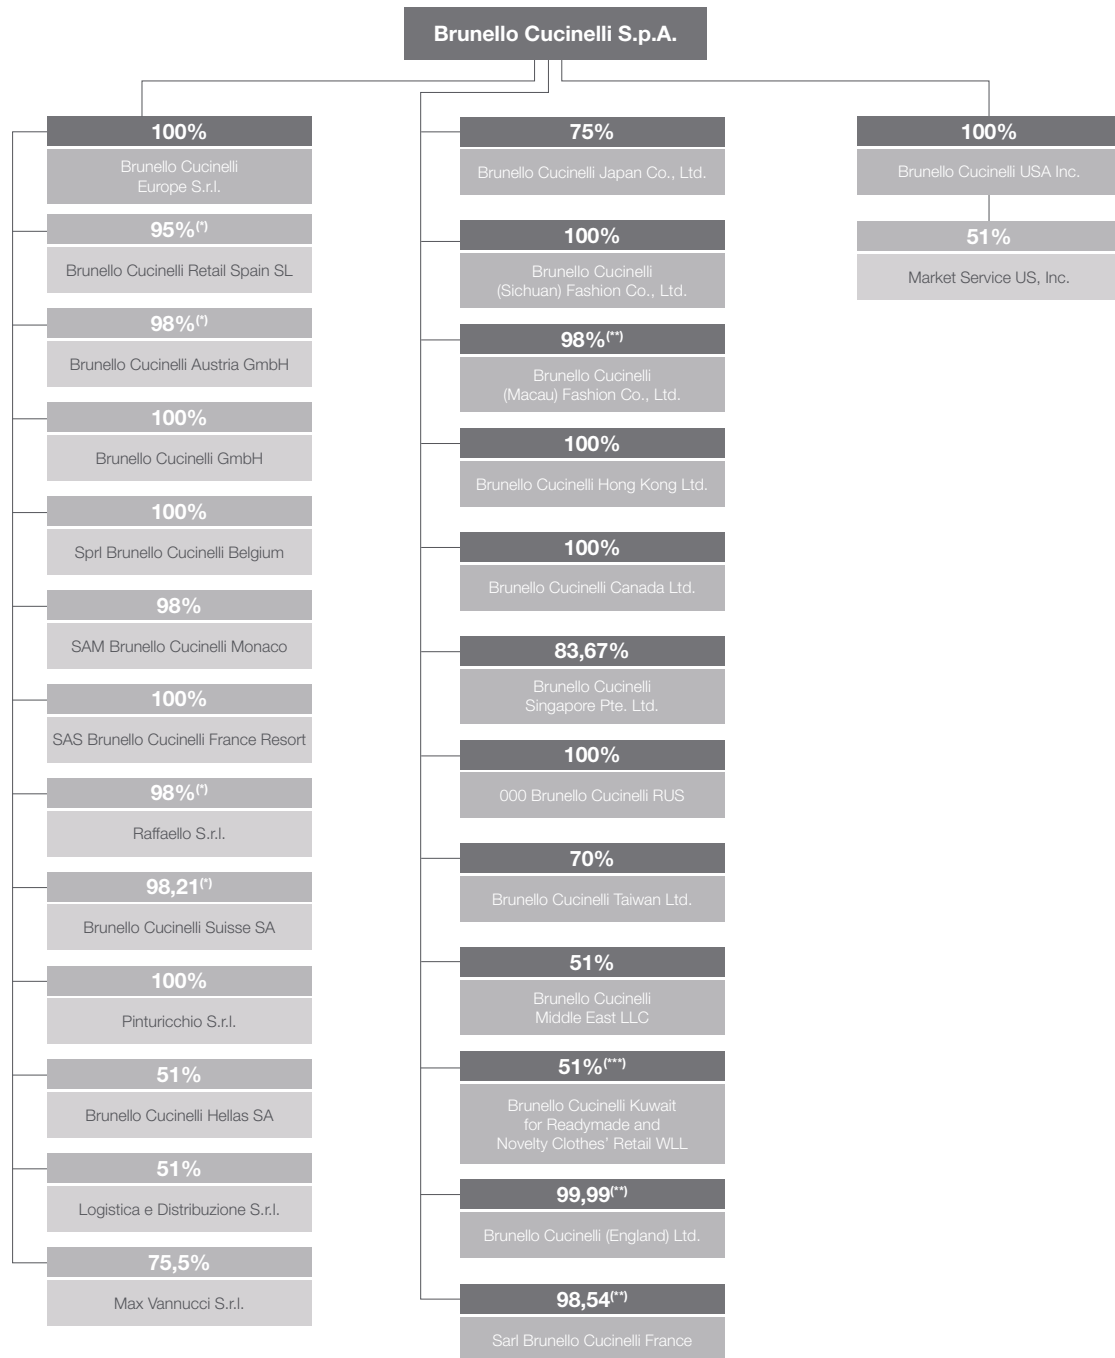 Brunello Cucinelli S.p.A.
100%
Brunello Cucinelli
Europe S.r.l.
95%(*)
Brunello Cucinelli Retail Spain SL
98%(*)
Brunello Cucinelli Austria GmbH
100%
Brunello Cucinelli GmbH
100%
Sprl Brunello Cucinelli Belgium
98%
SAM Brunello Cucinelli Monaco
100%
SAS Brunello Cucinelli France Resort
98%(*)
Raffaello S.r.l.
98,21(*)
Brunello Cucinelli Suisse SA
100%
Pinturicchio S.r.l.
51%
Brunello Cucinelli Hellas SA
51%
Logistica e Distribuzione S.r.l.
75,5%
Max Vannucci S.r.l.
75%
Brunello Cucinelli Japan Co., Ltd.
100%
Brunello Cucinelli
(Sichuan) Fashion Co., Ltd.
98%(**)
Brunello Cucinelli
(Macau) Fashion Co., Ltd.
100%
Brunello Cucinelli Hong Kong Ltd.
100%
Brunello Cucinelli Canada Ltd.
83,67%
Brunello Cucinelli
Singapore Pte. Ltd.
100%
000 Brunello Cucinelli RUS
70%
Brunello Cucinelli Taiwan Ltd.
51%
Brunello Cucinelli
Middle East LLC
51%(***)
Brunello Cucinelli Kuwait
for Readymade and
Novelty Clothes' Retail WLL
99,99(**)
Brunello Cucinelli (England) Ltd.
98,54(**)
Sarl Brunello Cucinelli France
100%
Brunello Cucinelli USA Inc.
51%
Market Service US, Inc.